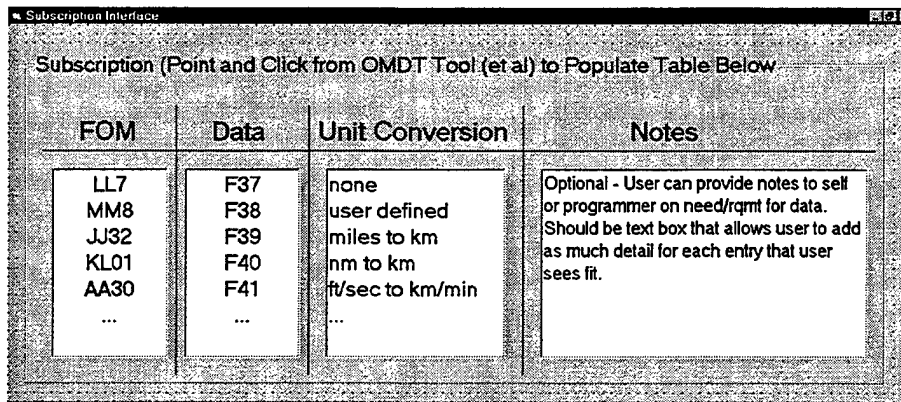 Subscription Interface
Subscription (Point and Click from OMDT Tool (et al) to Populate Table Below
FOM Data Unit Conversion Notes
LL7 F37 none
MM8 F38 user defined
JJ32 F39 miles to km
KL01 F40 nm to km
AA30 F41 ft/sec to km/min
... ... ...
Optional - User can provide notes to self
or programmer on need/rqmt for data.
Should be text box that allows user to add
as much detail for each entry that user
sees fit.